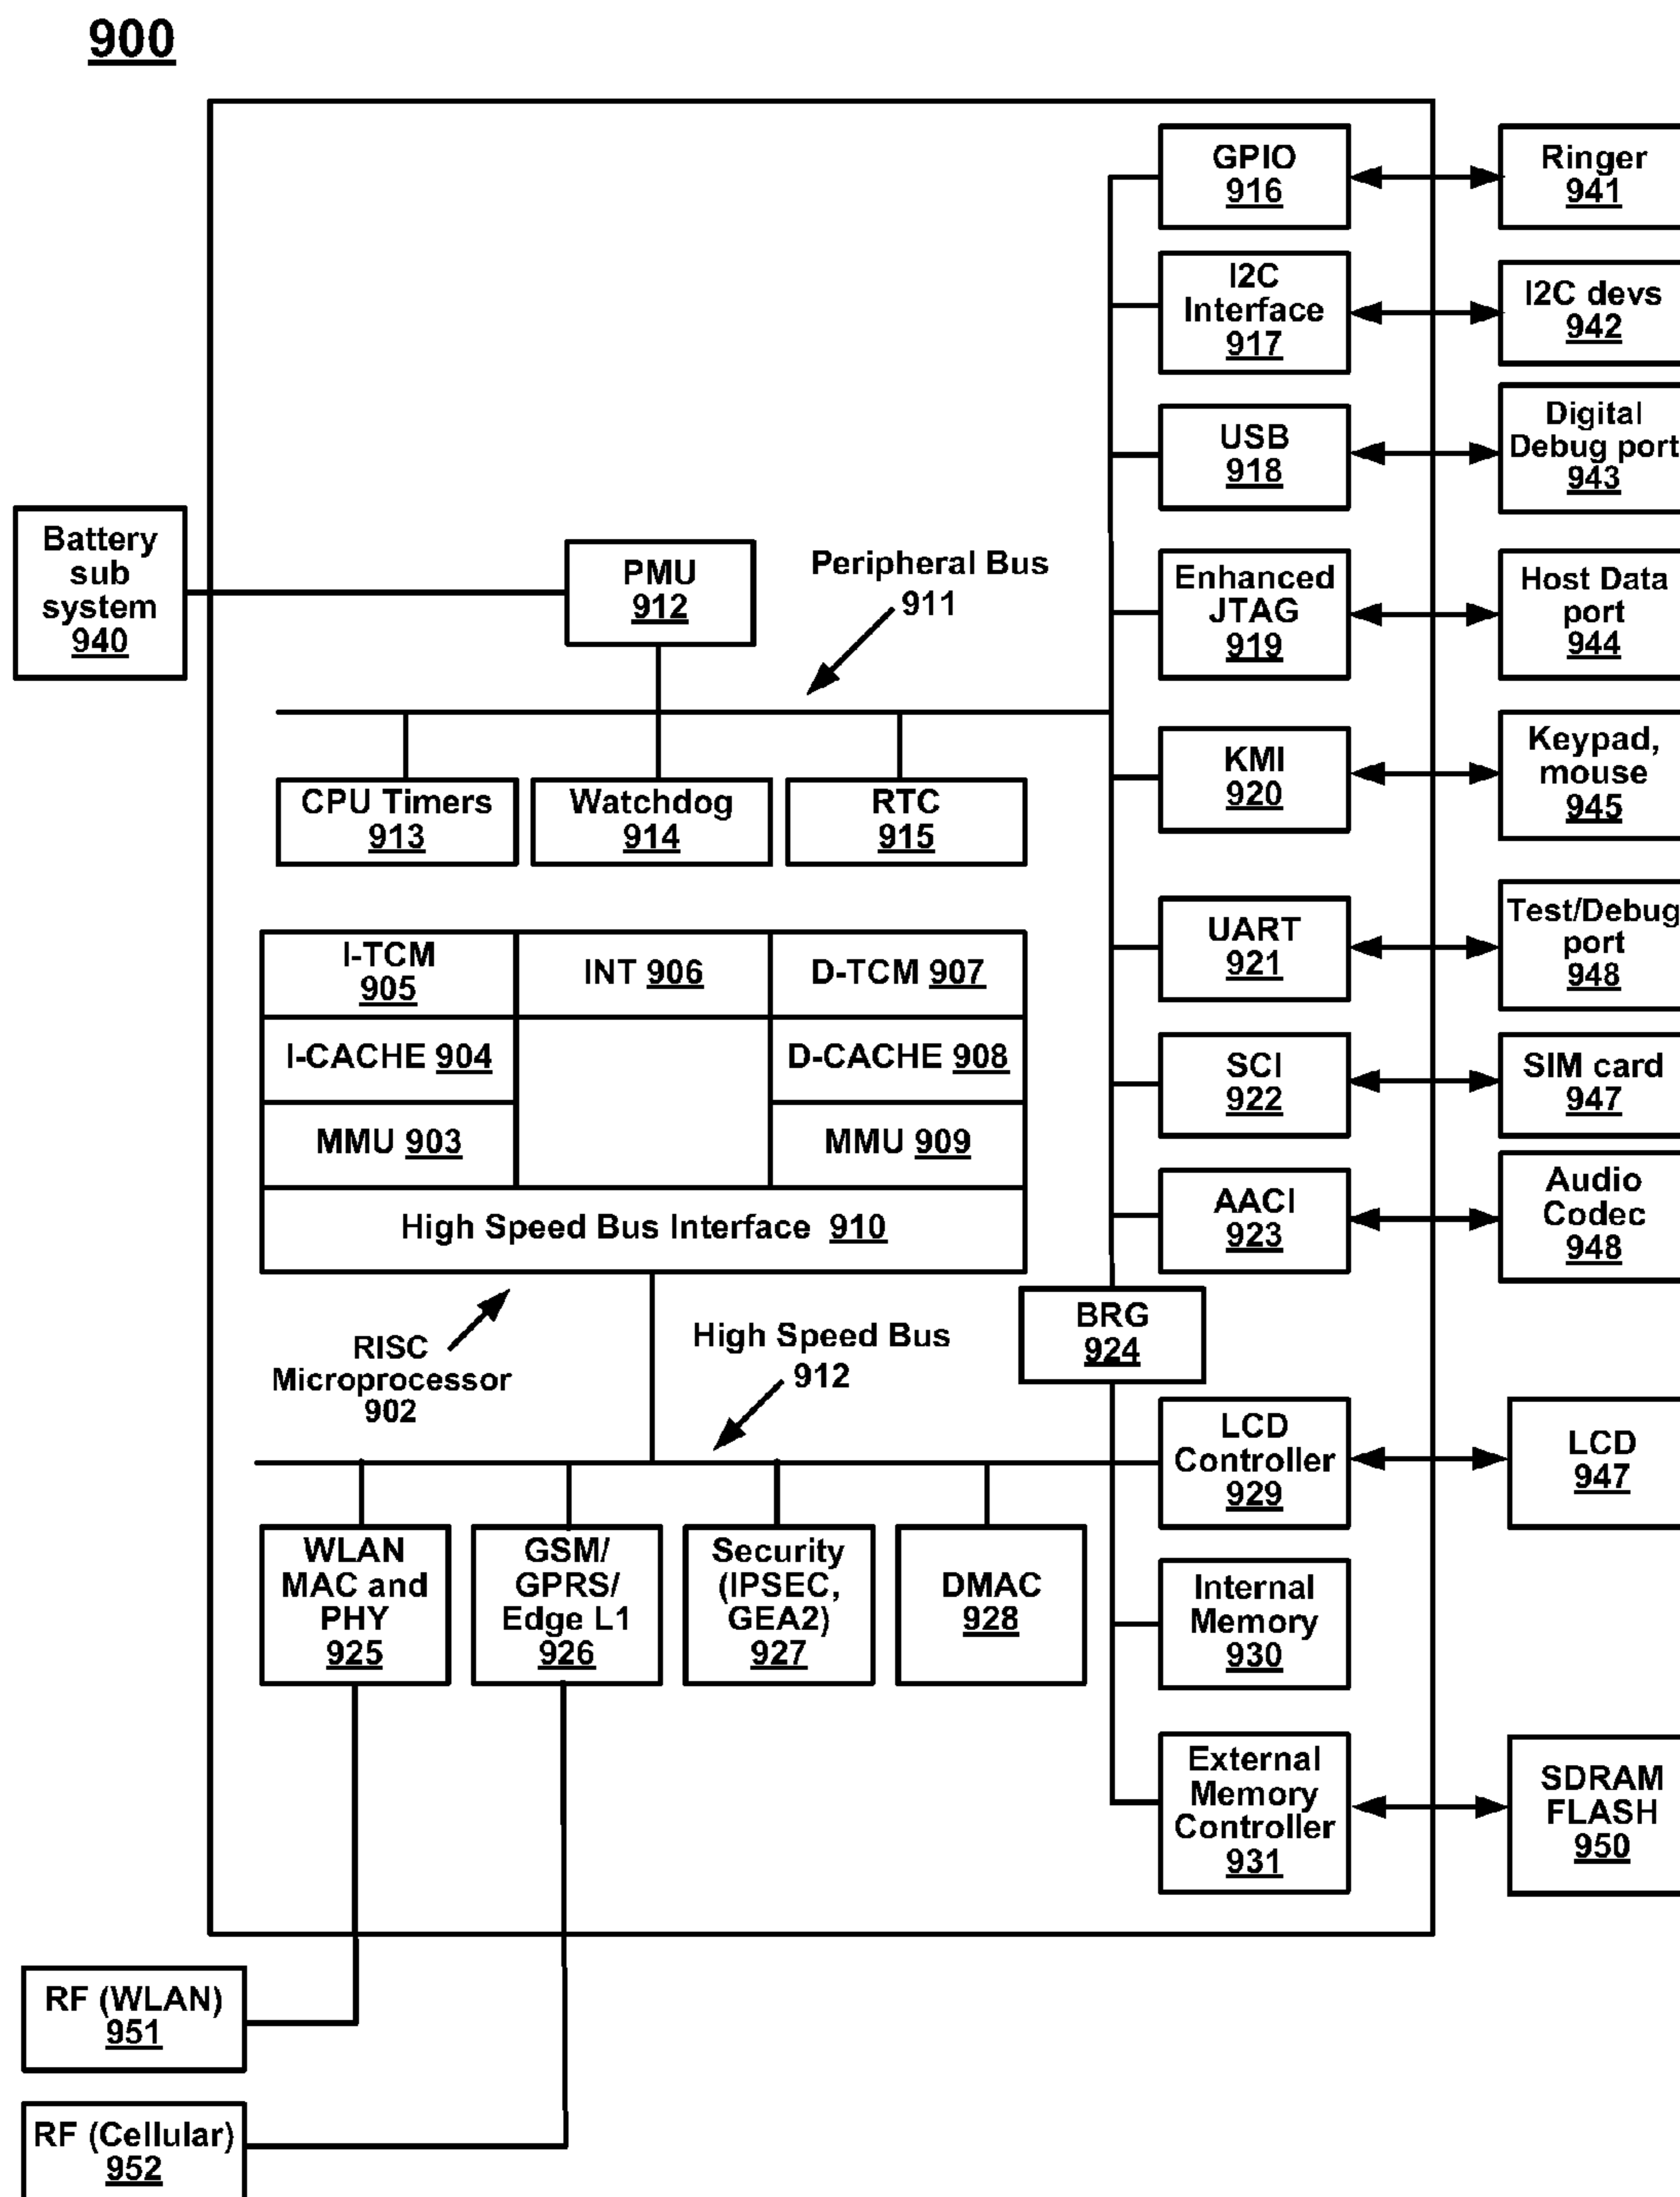 900
GPIO
916
Ringer
941
I2C
Interface
917
I2C devs
942
USB
918
Digital
Debug port
943
Battery
sub
system
940
PMU
912
Peripheral Bus
911
Enhanced
JTAG
919
Host Data
port
944
KMI
920
Keypad,
mouse
945
CPU Timers
913
Watchdog
914
RTC
915
UART
921
Test/Debug
port
948
I-TCM
905
INT 906
D-TCM 907
I-CACHE 904
D-CACHE 908
MMU 903
MMU 909
High Speed Bus Interface 910
SCI
922
SIM card
947
AACI
923
Audio
Codec
948
RISC
Microprocessor
902
High Speed Bus
912
BRG
924
LCD
Controller
929
LCD
947
WLAN
MAC and
PHY
925
GSM/
GPRS/
Edge L1
926
Security
(IPSEC,
GEA2)
927
DMAC
928
Internal
Memory
930
External
Memory
Controller
931
SDRAM
FLASH
950
RF (WLAN)
951
RF (Cellular)
952